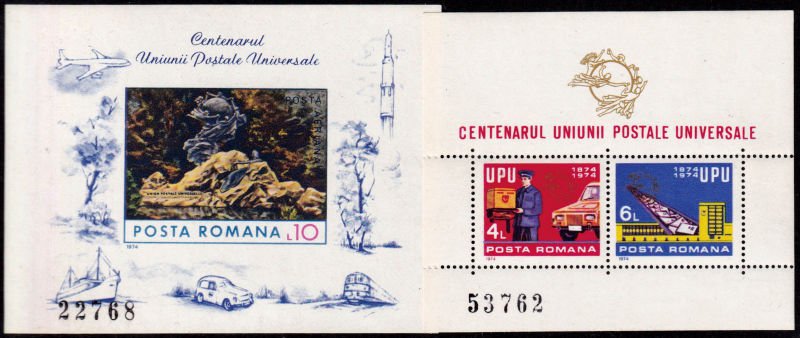 Centenarul
Uniunii Poștale Universale
POSTA AERIANA
UNION POSTALE UNIVERSELLE
POSTA ROMANA L10
1974
22768
CENTENARUL UNIUNII POSTALE UNIVERSALE
UPU 1874
1974
4L
POSTA ROMANA
1974
1874 UPU
1974
6L
POSTA ROMANA
1974
53762